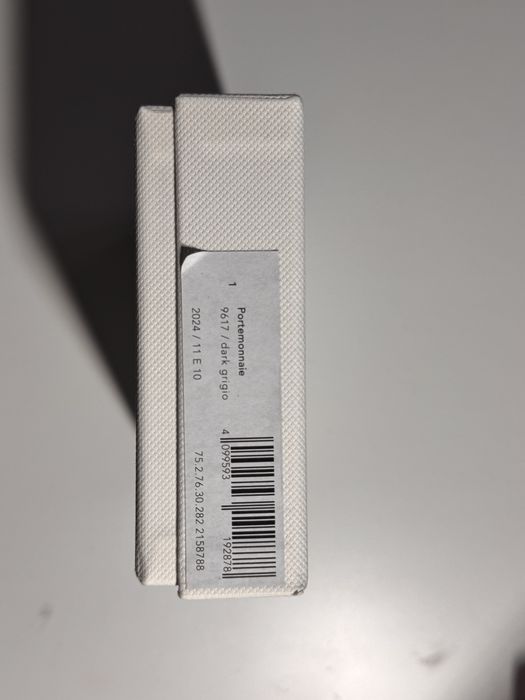 Portemonnaie
9617 / dark grigio
1
2024 / 11 E 10
4 099593 192878
75.2.76.30.282 2158788